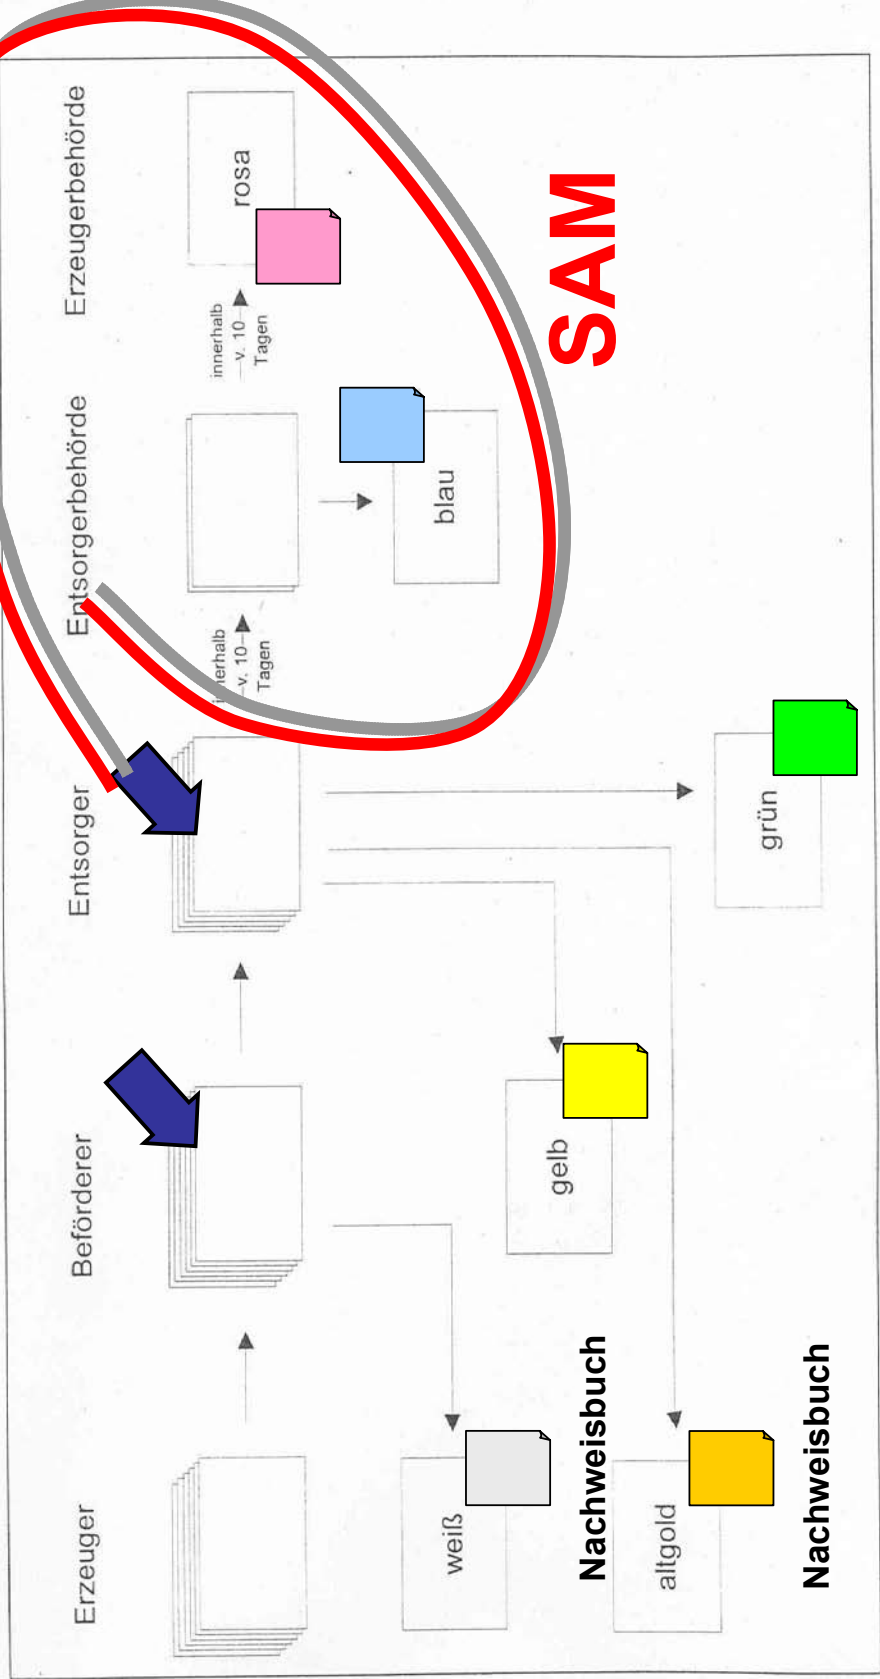 Erzeuger
Beförderer
Entsorger
Entsorgerbehörde
Erzeugerbehörde
innerhalb
v. 10
Tagen
innerhalb
v. 10
Tagen
rosa
weiß
blau
gelb
SAM
Nachweisbuch
altgold
grün
Nachweisbuch